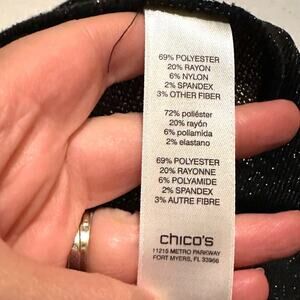 69% POLYESTER
20% RAYON
6% NYLON
2% SPANDEX
3% OTHER FIBER
72% poliéster
20% rayón
6% poliamida
2% elastano
69% POLYESTER
20% RAYONNE
6% POLYAMIDE
2% SPANDEX
3% AUTRE FIBRE
chico's
11215 METRO PARKWAY
FORT MYERS, FL 33966